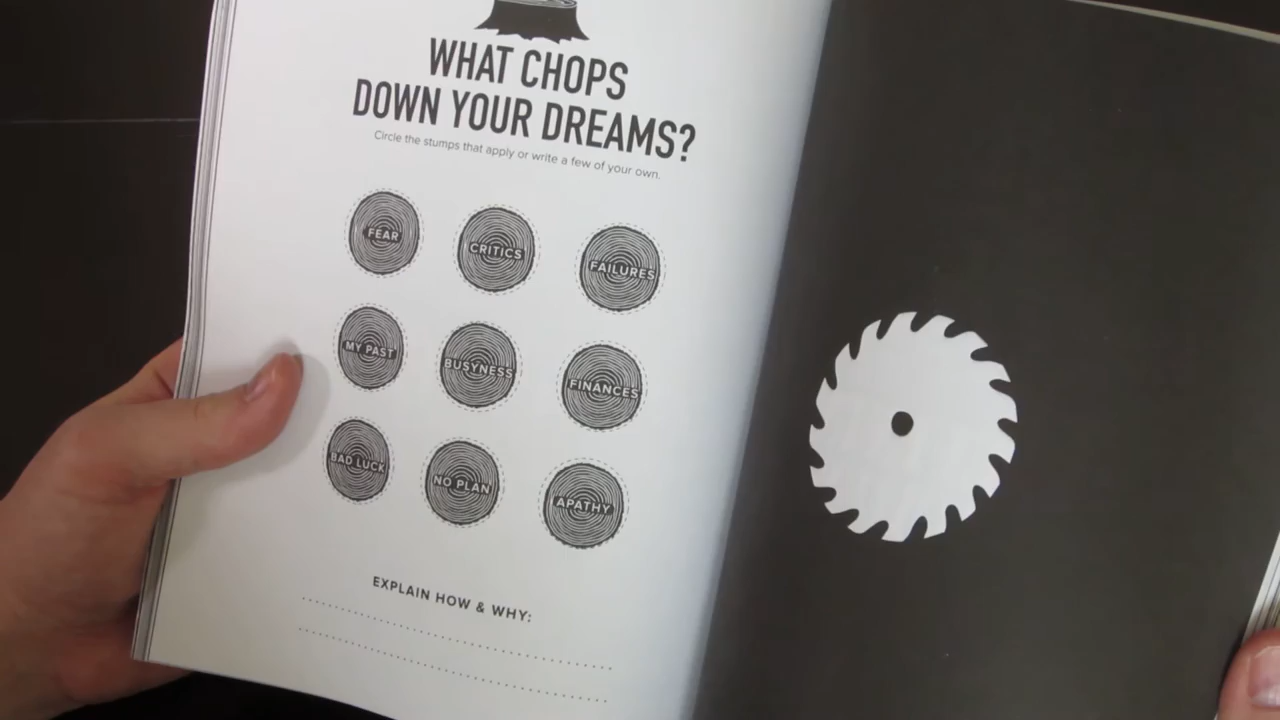 WHAT CHOPS
DOWN YOUR DREAMS?
Circle the stumps that apply or write a few of your own.
FEAR
CRITICS
FAILURES
MY PAST
BUSYNESS
FINANCES
BAD LUCK
NO PLAN
APATHY
EXPLAIN HOW & WHY: